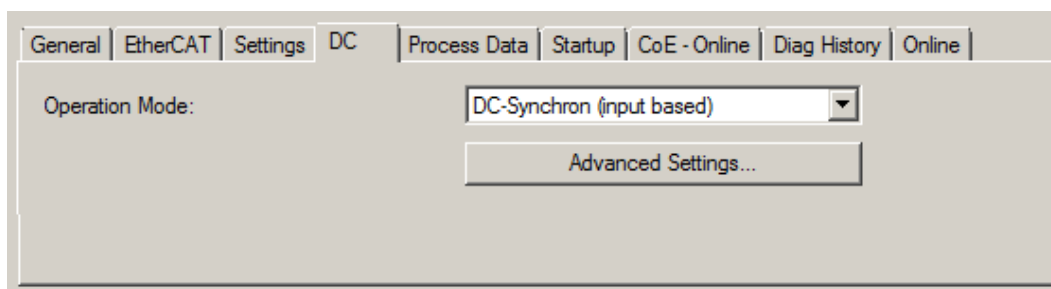 General EtherCAT Settings DC Process Data Startup CoE - Online Diag History Online
Operation Mode: DC-Synchron (input based)
Advanced Settings...